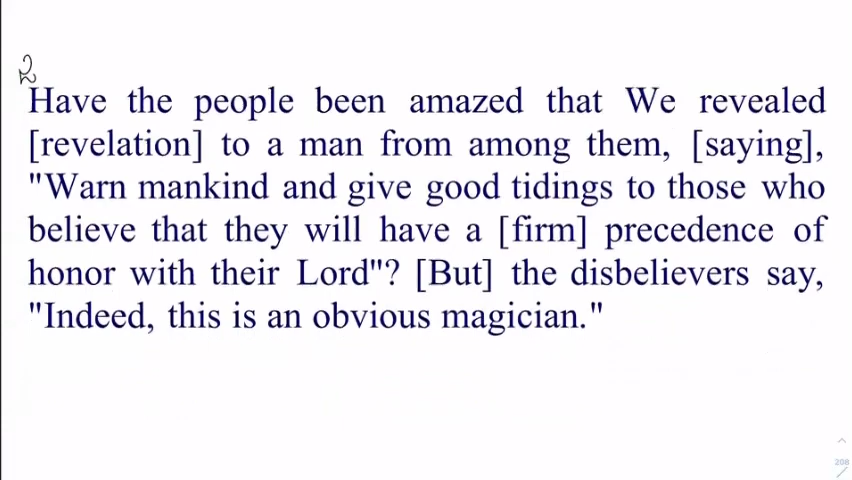 2
Have the people been amazed that We revealed
[revelation] to a man from among them, [saying],
"Warn mankind and give good tidings to those who
believe that they will have a [firm] precedence of
honor with their Lord"? [But] the disbelievers say,
"Indeed, this is an obvious magician."
208